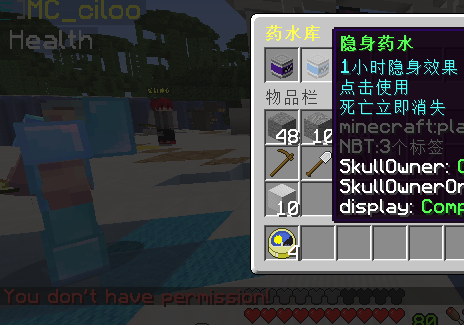 MC_ciloo
Health
药水库
隐身药水
1小时隐身效果
点击使用
死亡立即消失
minecraft:pla
NBT:3个标签
SkullOwner: C
SkullOwnerOr
display: Comp
物品栏
48
10
10
4
You don't have permission!
80